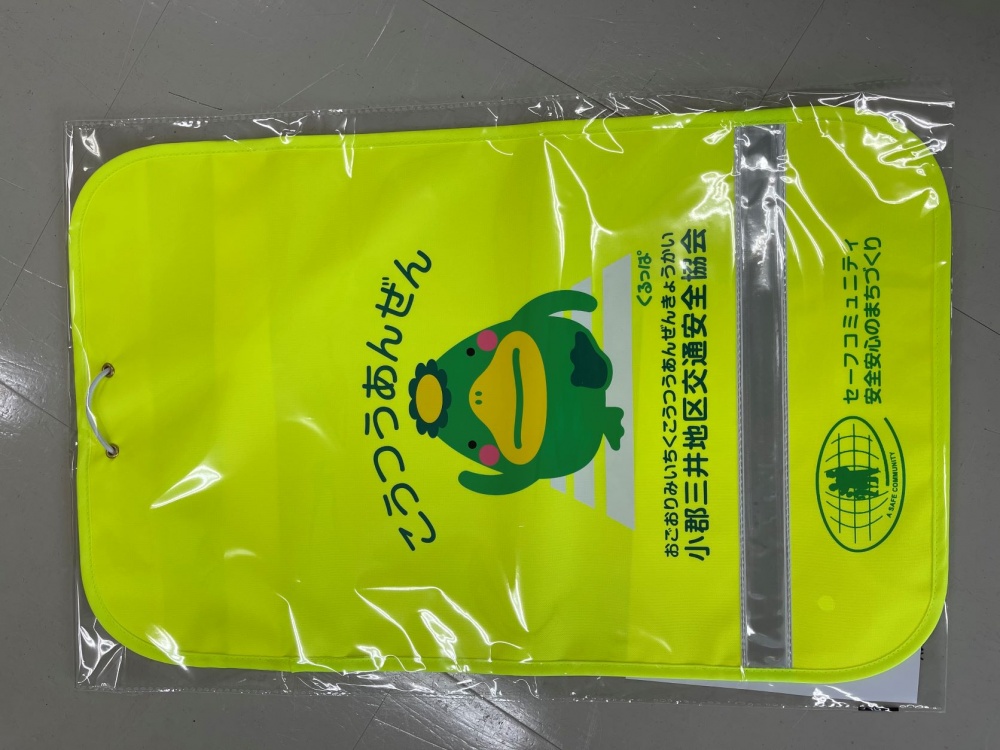 こうつうあんぜん
くるっぱ
おごおりみいちくこうつうあんぜんきょうかい
小郡三井地区交通安全協会
セーフコミュニティ
安全安心のまちづくり
A SAFE COMMUNITY